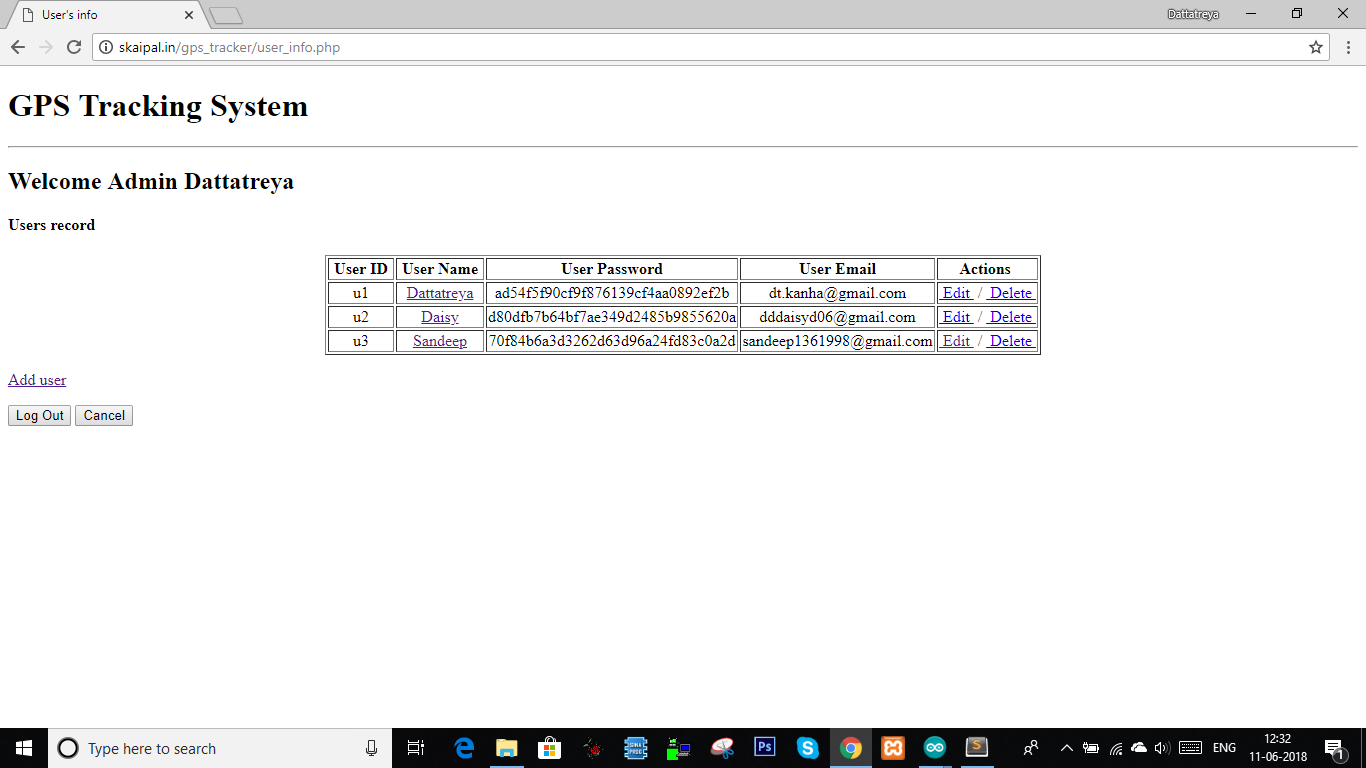 User's info
Dattatreya
skaipal.in/gps_tracker/user_info.php
GPS Tracking System
Welcome Admin Dattatreya
Users record
User ID User Name User Password User Email Actions
u1 Dattatreya ad54f5f90cf9f876139cf4aa0892ef2b dt.kanha@gmail.com Edit / Delete
u2 Daisy d80dfb7b64bf7ae349d2485b9855620a dddaisyd06@gmail.com Edit / Delete
u3 Sandeep 70f84b6a3d3262d63d96a24fd83c0a2d sandeep1361998@gmail.com Edit / Delete
Add user
Log Out Cancel
Type here to search
Ps
ENG
12:32
11-06-2018
1